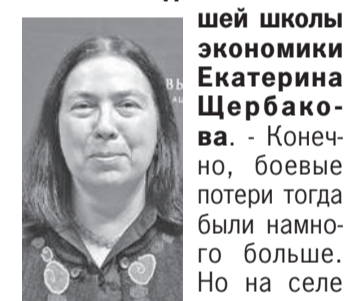 шей школы
экономики
Екатерина
Щербако-
ва. - Конеч-
но, боевые
потери тогда
были намно-
го больше.
Но на селе